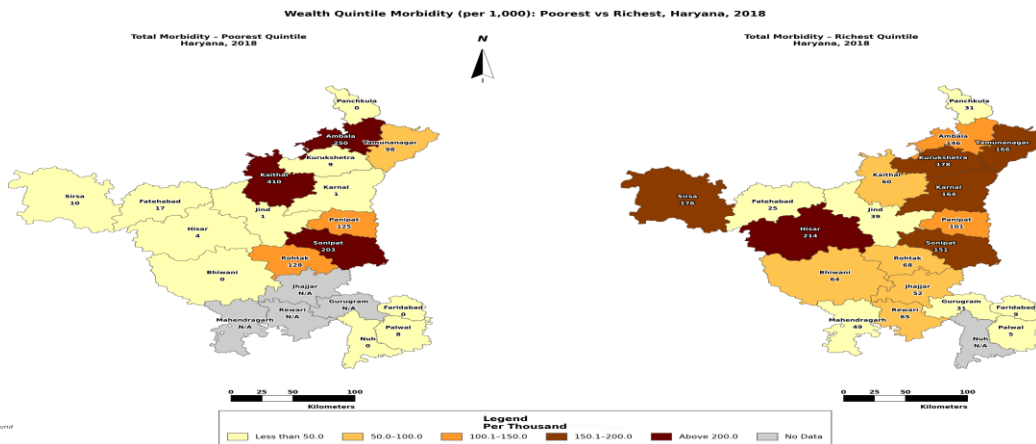 Wealth Quintile Morbidity (per 1,000): Poorest vs Richest, Haryana, 2018
Total Morbidity – Poorest Quintile
Haryana, 2018
N
Panchkula
0
Ambala
250
Yamunanagar
98
Kurukshetra
9
Kaithal
410
Karnal
1
Sirsa
10
Fatehabad
17
Jind
1
Panipat
125
Hisar
4
Sonipat
203
Rohtak
128
Bhiwani
0
Jhajjar
N/A
Gurugram
N/A
Rewari
N/A
Mahendragarh
N/A
Faridabad
0
Palwal
8
Nuh
0
0 25 50 100
Kilometers
Total Morbidity – Richest Quintile
Haryana, 2018
Panchkula
31
Ambala
146
Yamunanagar
166
Kurukshetra
178
Kaithal
60
Karnal
164
Sirsa
176
Fatehabad
25
Jind
39
Panipat
101
Hisar
214
Sonipat
151
Rohtak
68
Bhiwani
64
Jhajjar
52
Gurugram
31
Rewari
65
Mahendragarh
49
Faridabad
9
Palwal
5
Nuh
N/A
0 25 50 100
Kilometers
und
Legend
Per Thousand
Less than 50.0
50.0–100.0
100.1–150.0
150.1–200.0
Above 200.0
No Data